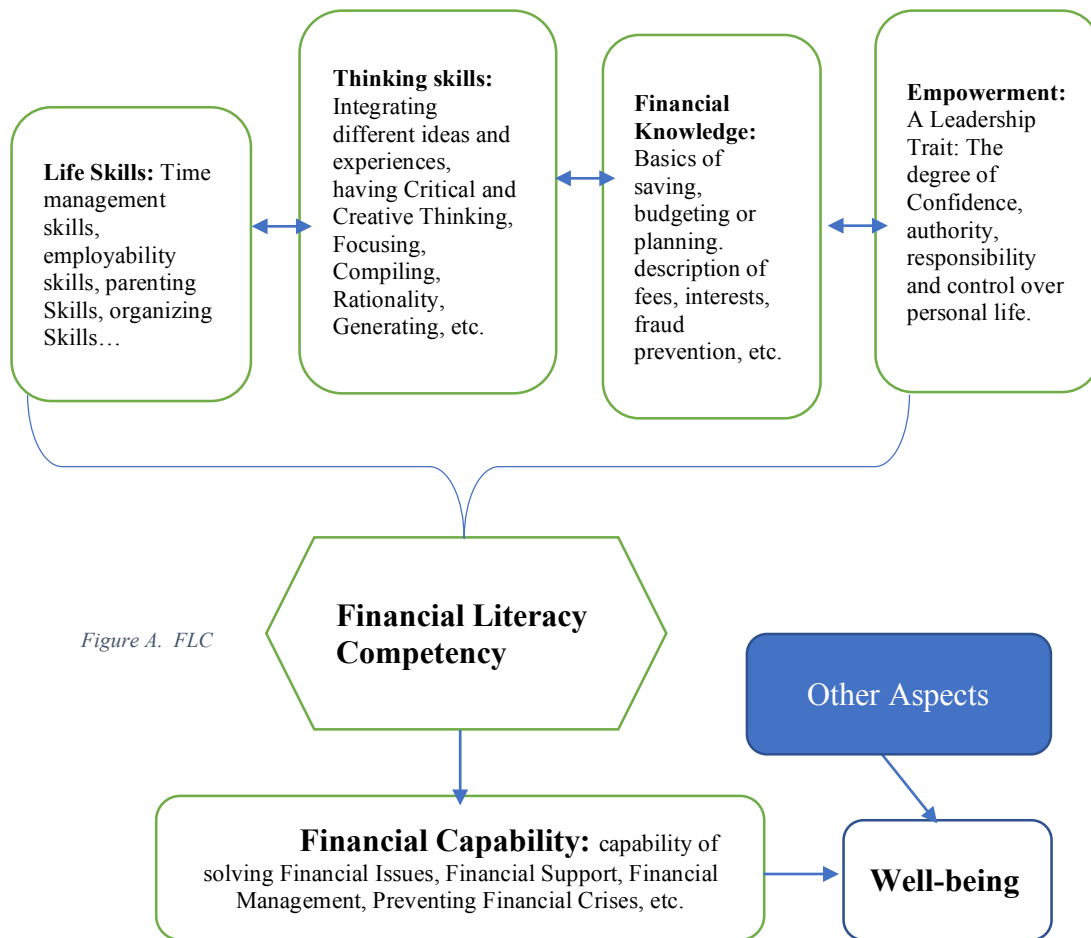 Life Skills: Time
management
skills,
employability
skills, parenting
Skills, organizing
Skills…
Thinking skills:
Integrating
different ideas and
experiences,
having Critical and
Creative Thinking,
Focusing,
Compiling,
Rationality,
Generating, etc.
Financial
Knowledge:
Basics of
saving,
budgeting or
planning.
description of
fees, interests,
fraud
prevention, etc.
Empowerment:
A Leadership
Trait: The
degree of
Confidence,
authority,
responsibility
and control over
personal life.
Financial Literacy
Competency
Figure A. FLC
Other Aspects
Financial Capability: capability of
solving Financial Issues, Financial Support, Financial
Management, Preventing Financial Crises, etc.
Well-being